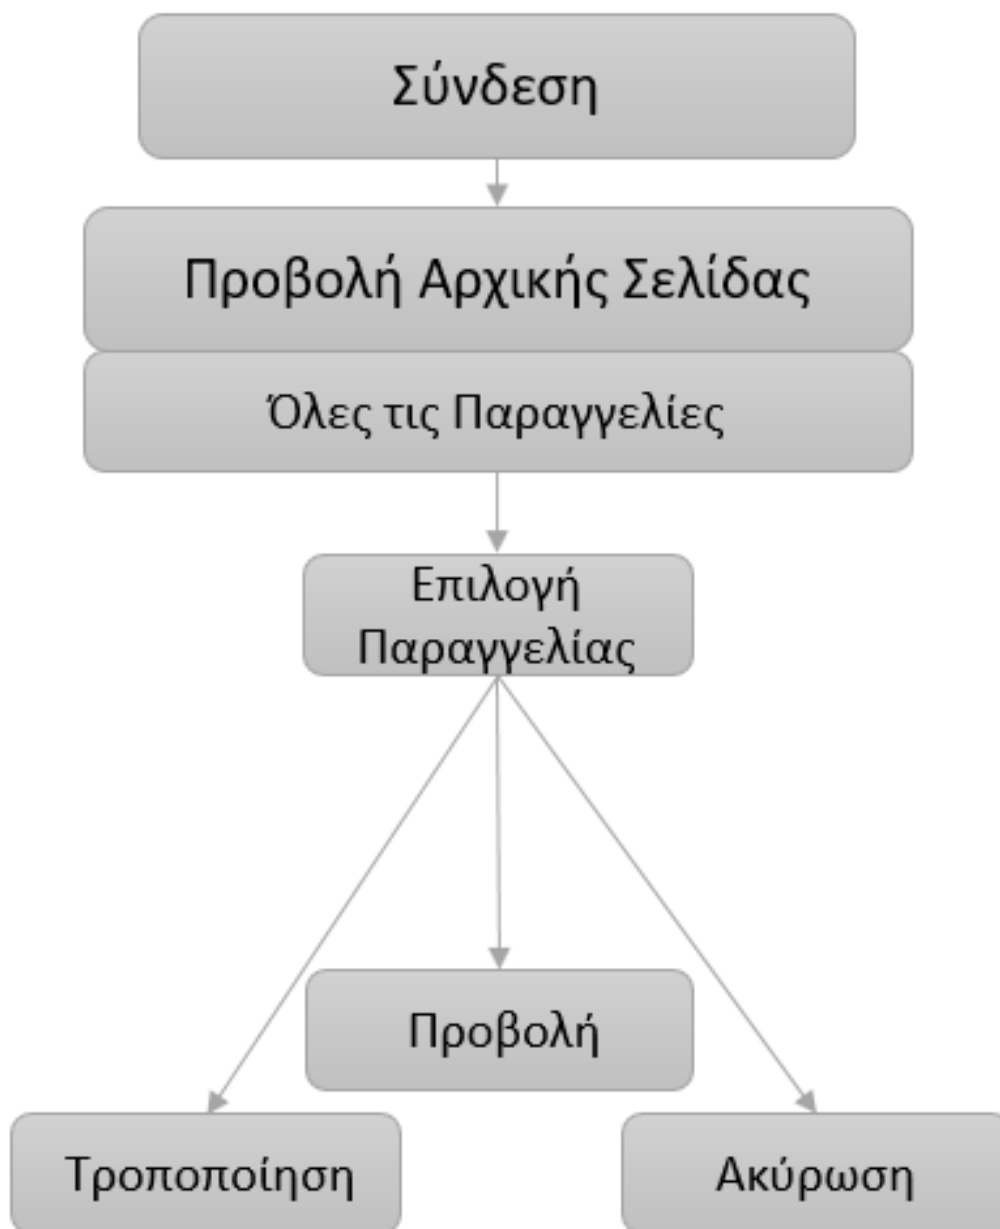 Σύνδεση
Προβολή Αρχικής Σελίδας
Όλες τις Παραγγελίες
Επιλογή
Παραγγελίας
Προβολή
Τροποποίηση
Ακύρωση